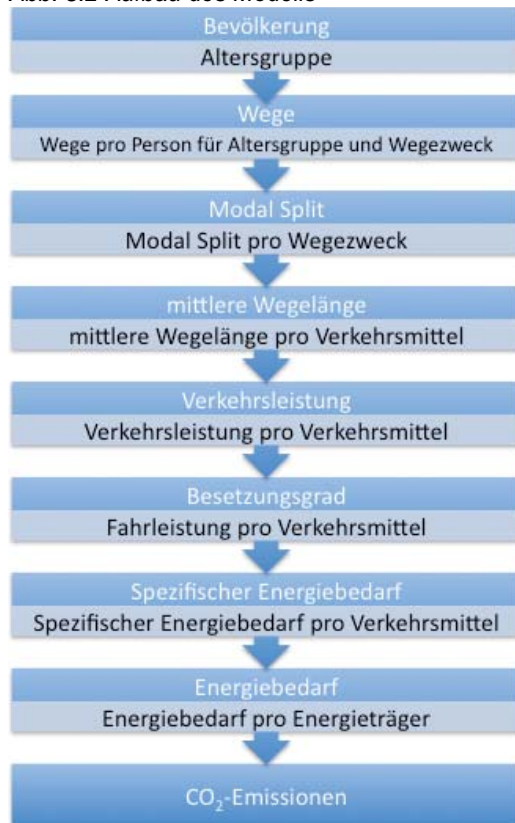 Abb. 3.2 Aufbau des Modells
Bevölkerung
Altersgruppe
Wege
Wege pro Person für Altersgruppe und Wegezweck
Modal Split
Modal Split pro Wegezweck
mittlere Wegelänge
mittlere Wegelänge pro Verkehrsmittel
Verkehrsleistung
Verkehrsleistung pro Verkehrsmittel
Besetzungsgrad
Fahrleistung pro Verkehrsmittel
Spezifischer Energiebedarf
Spezifischer Energiebedarf pro Verkehrsmittel
Energiebedarf
Energiebedarf pro Energieträger
CO₂-Emissionen